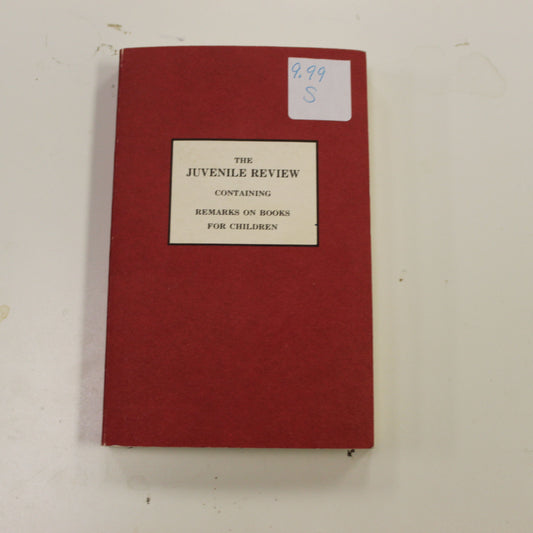 9.99
S
THE
JUVENILE REVIEW
CONTAINING
REMARKS ON BOOKS
FOR CHILDREN